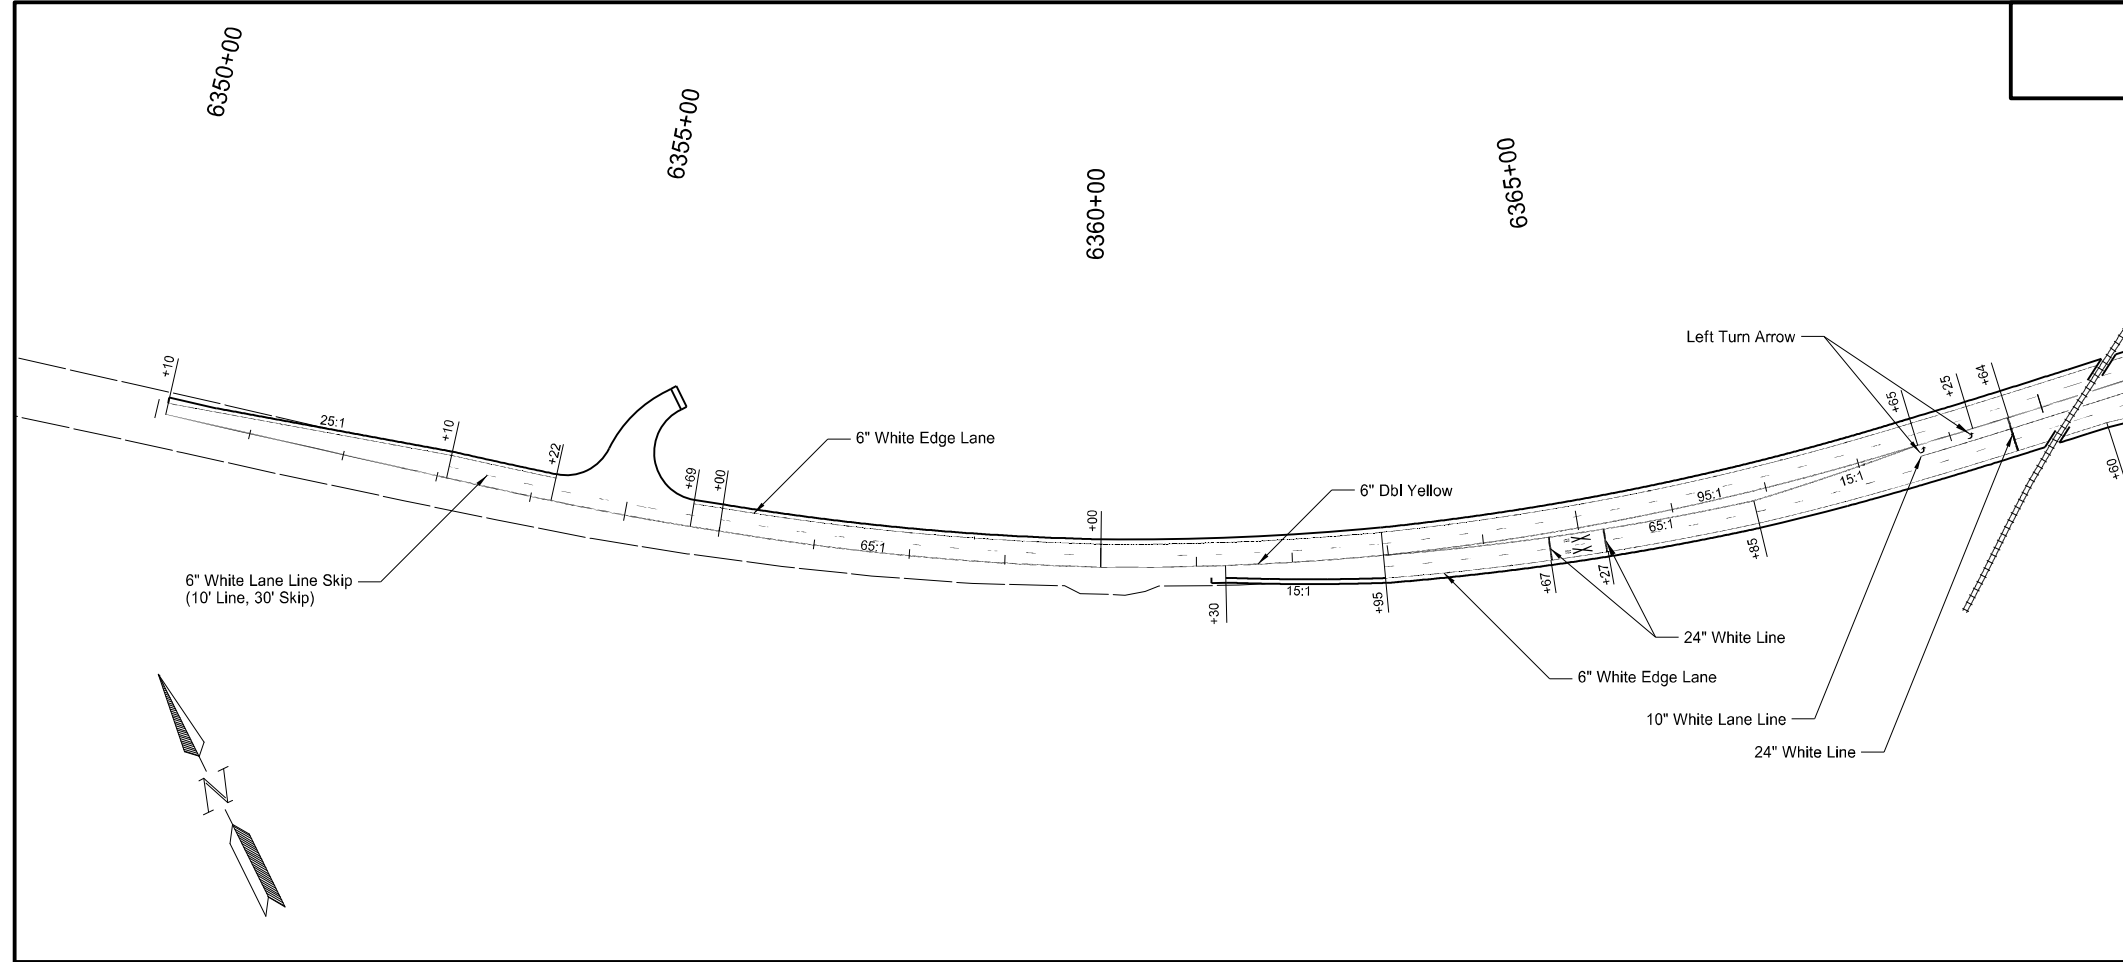 6350+00
6355+00
6360+00
6365+00
Left Turn Arrow
+10
25:1
+10
+22
+69
+00
6" White Edge Lane
65:1
+00
6" Dbl Yellow
+65
+25
+64
95:1
15:1
65:1
+60
+85
6" White Lane Line Skip
(10' Line, 30' Skip)
+30
15:1
+95
+67
+27
24" White Line
6" White Edge Lane
10" White Lane Line
24" White Line
N